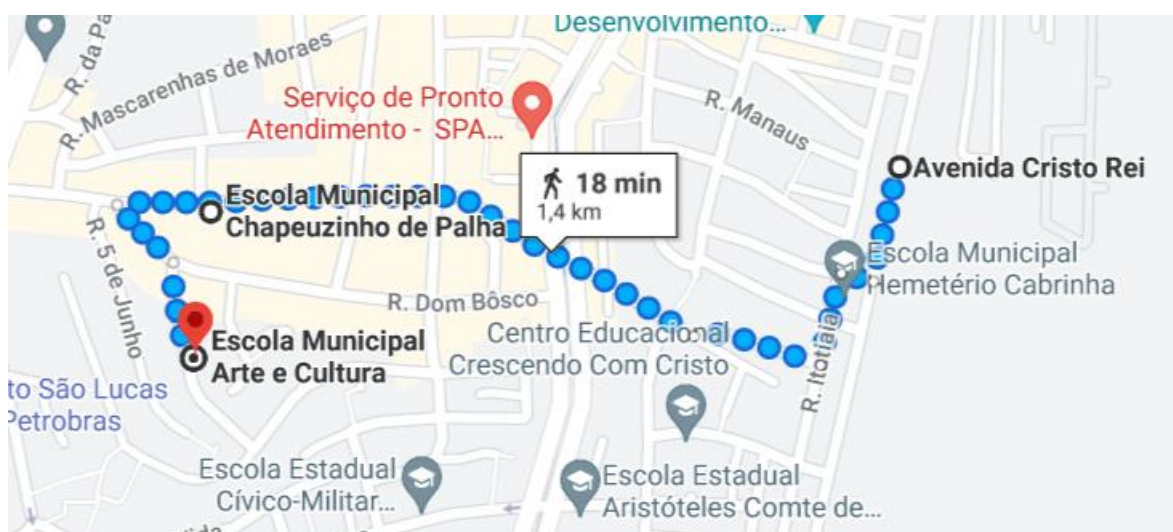 Desenvolvimento...
R. da Pa
R. Mascarenhas de Moraes
Serviço de Pronto
Atendimento - SPA...
R. Manaus
18 min
1,4 km
Avenida Cristo Rei
Escola Municipal
Chapeuzinho de Palha
R. 5 de Junho
Escola Municipal
Hemetério Cabrinha
R. Dom Bôsco
Centro Educacional
Crescendo Com Cristo
Escola Municipal
Arte e Cultura
R. Itotiaia
to São Lucas
Petrobras
Escola Estadual
Cívico-Militar...
Escola Estadual
Aristóteles Comte de...